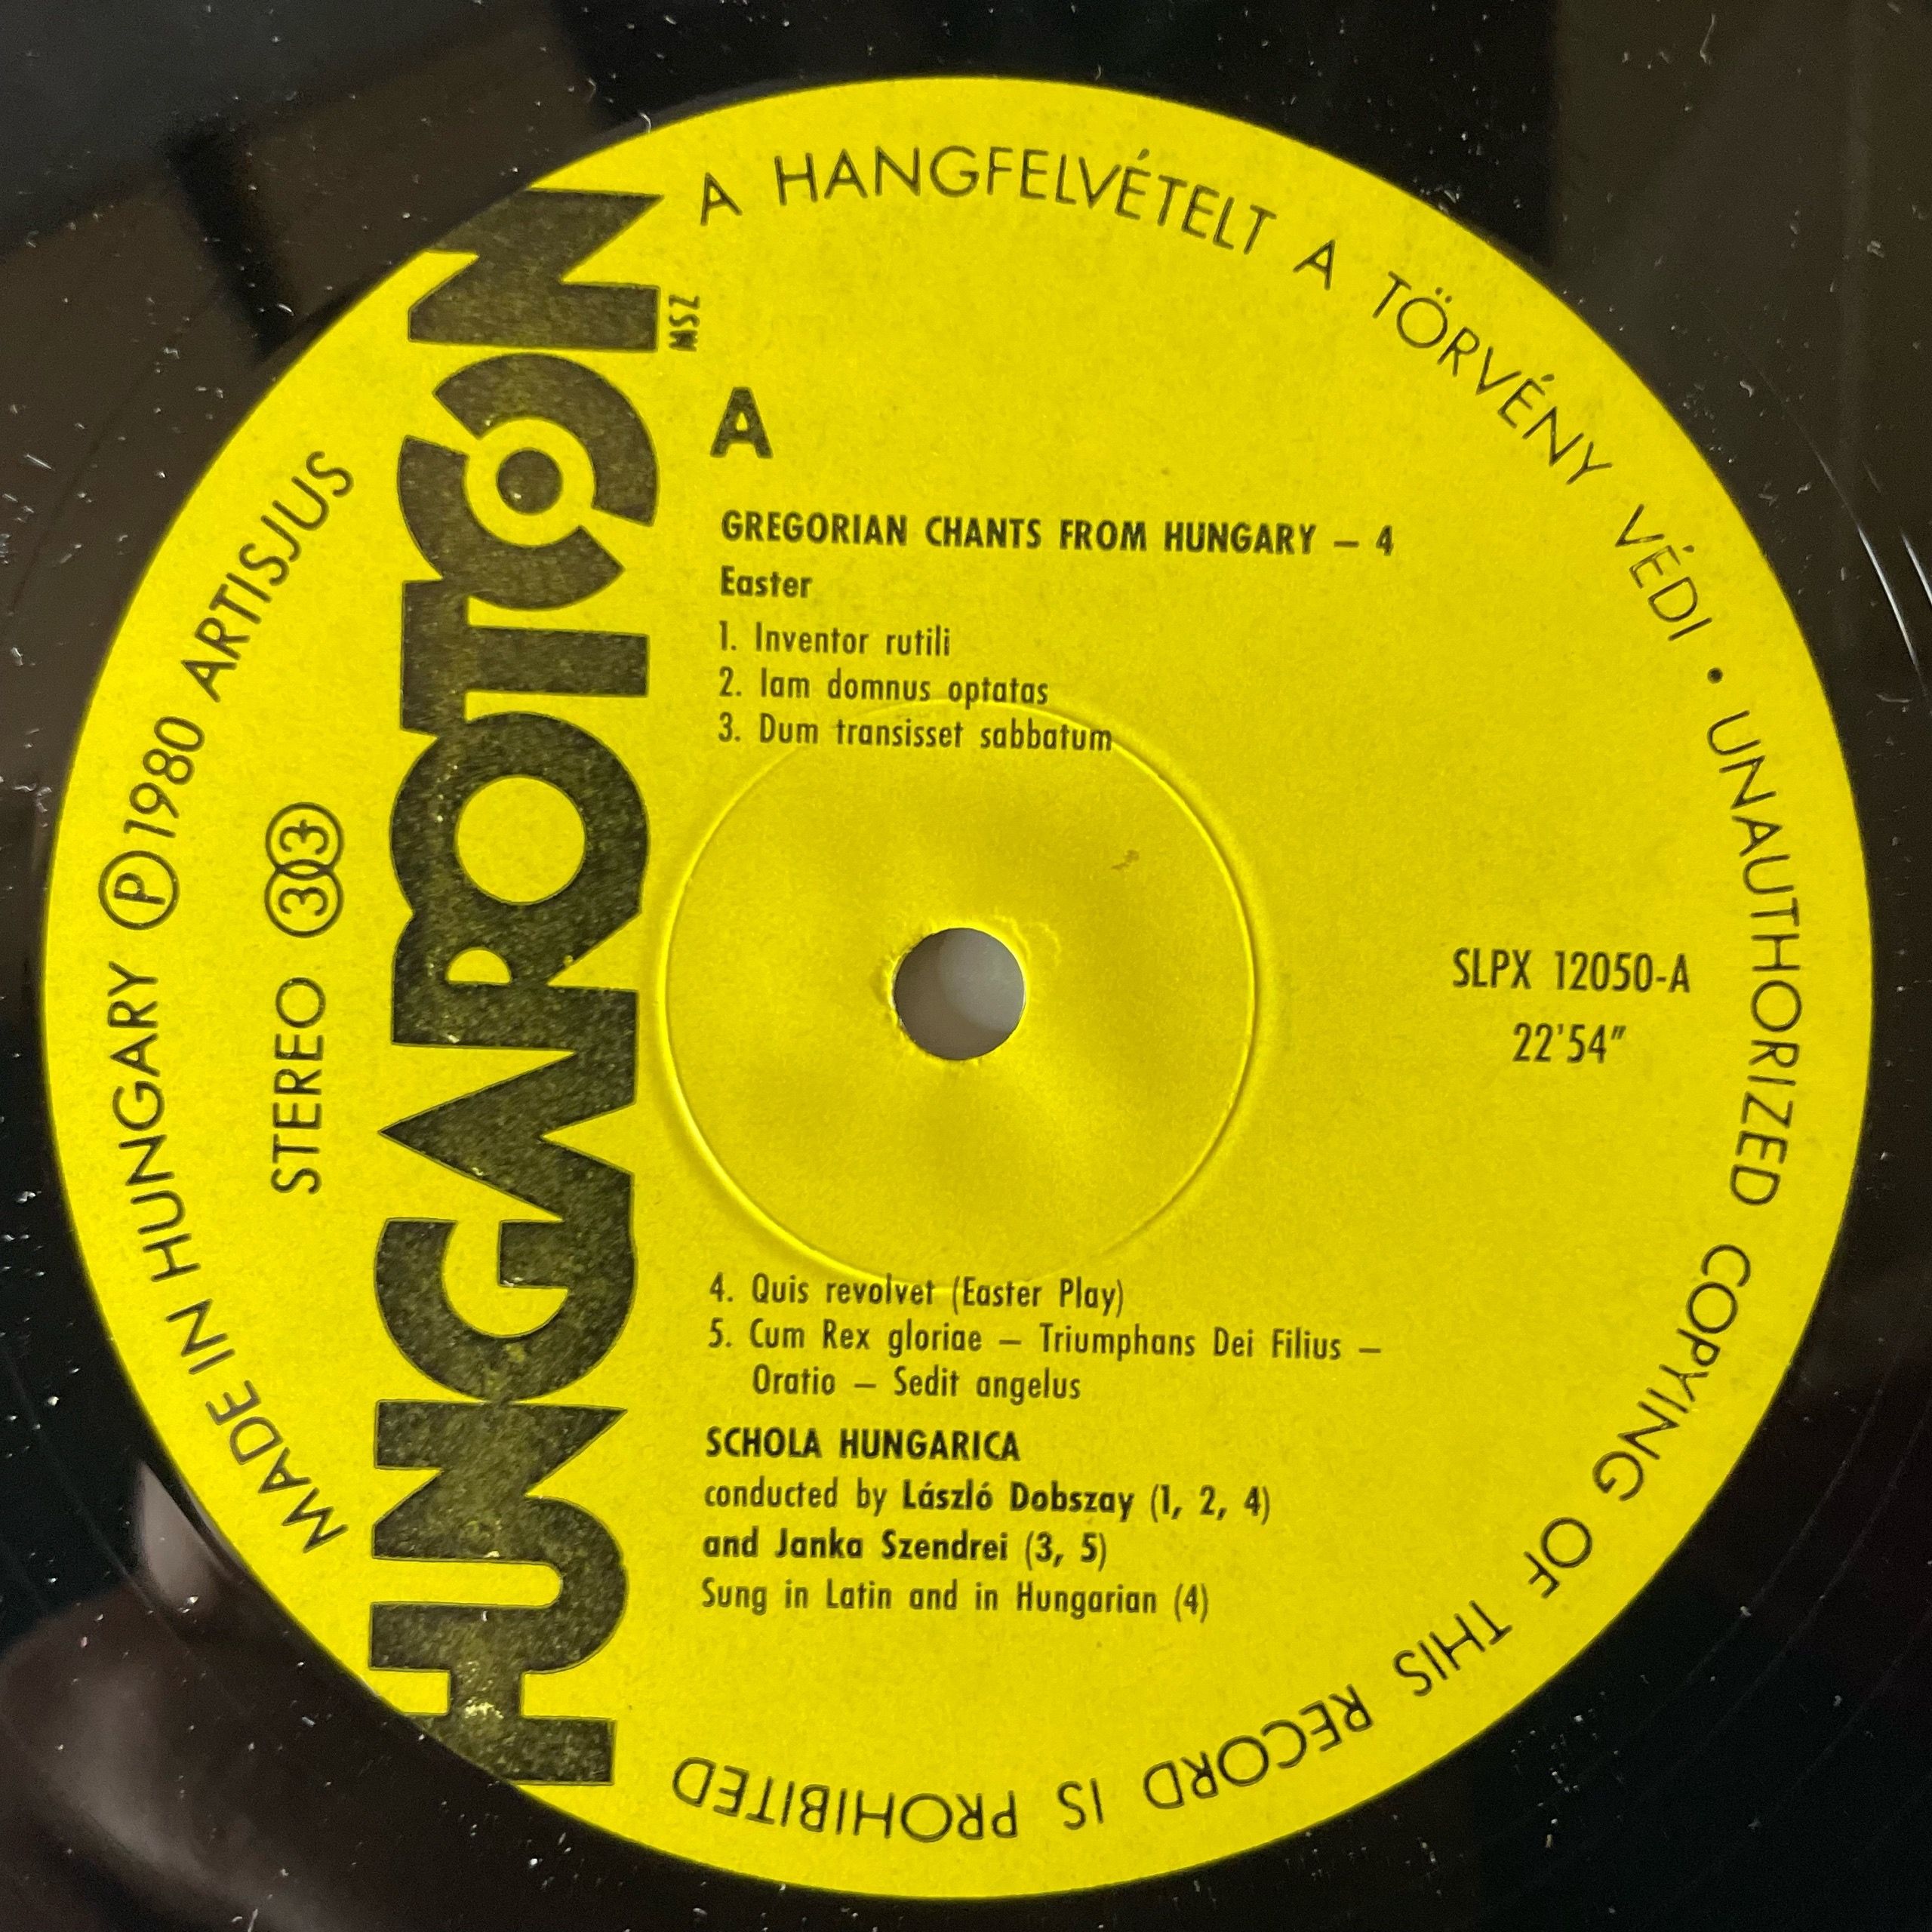 A HANGFELVÉTELT A TÖRVÉNY VÉDI • UNAUTHORIZED COPYING OF THIS RECORD IS PROHIBITED
MADE IN HUNGARY Ⓟ 1980 ARTISJUS
STEREO 33
HUNGAROTON
MSZ
A
GREGORIAN CHANTS FROM HUNGARY – 4
Easter
1. Inventor rutili
2. Iam domnus optatas
3. Dum transisset sabbatum
SLPX 12050-A
22'54"
4. Quis revolvet (Easter Play)
5. Cum Rex gloriae – Triumphans Dei Filius –
Oratio – Sedit angelus
SCHOLA HUNGARICA
conducted by László Dobszay (1, 2, 4)
and Janka Szendrei (3, 5)
Sung in Latin and in Hungarian (4)